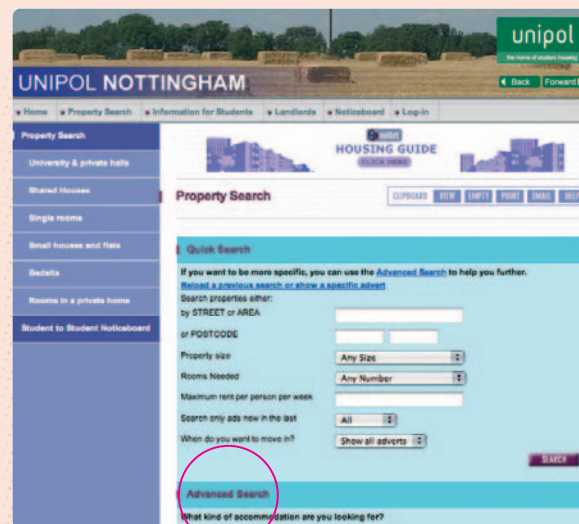 unipol
the home of student housing
UNIPOL NOTTINGHAM
Back Forward
Home Property Search Information for Students Landlords Noticeboard Log-in
Property Search
University & private halls
Shared Houses
Single rooms
Small houses and flats
Bedsits
Rooms in a private home
Student to Student Noticeboard
HOUSING GUIDE
CLICK HERE
Property Search
CLIPBOARD VIEW EMPTY PRINT EMAIL HELP
Quick Search
If you want to be more specific, you can use the Advanced Search to help you further.
Reload a previous search or show a specific advert
Search properties either:
by STREET or AREA
or POSTCODE
Property size Any Size
Rooms Needed Any Number
Maximum rent per person per week
Search only ads new in the last All
When do you want to move in? Show all adverts
SEARCH
Advanced Search
What kind of accommodation are you looking for?